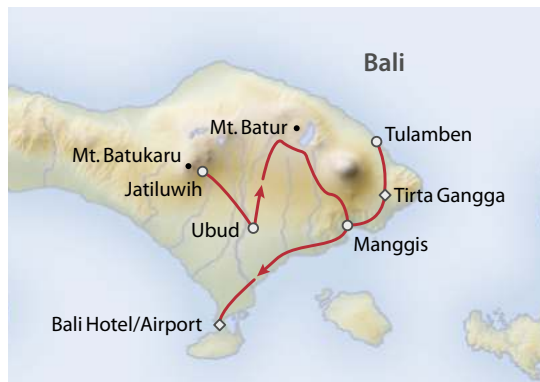 Bali
Mt. Batur
Tulamben
Mt. Batukaru
Jatiluwih
Tirta Gangga
Ubud
Manggis
Bali Hotel/Airport